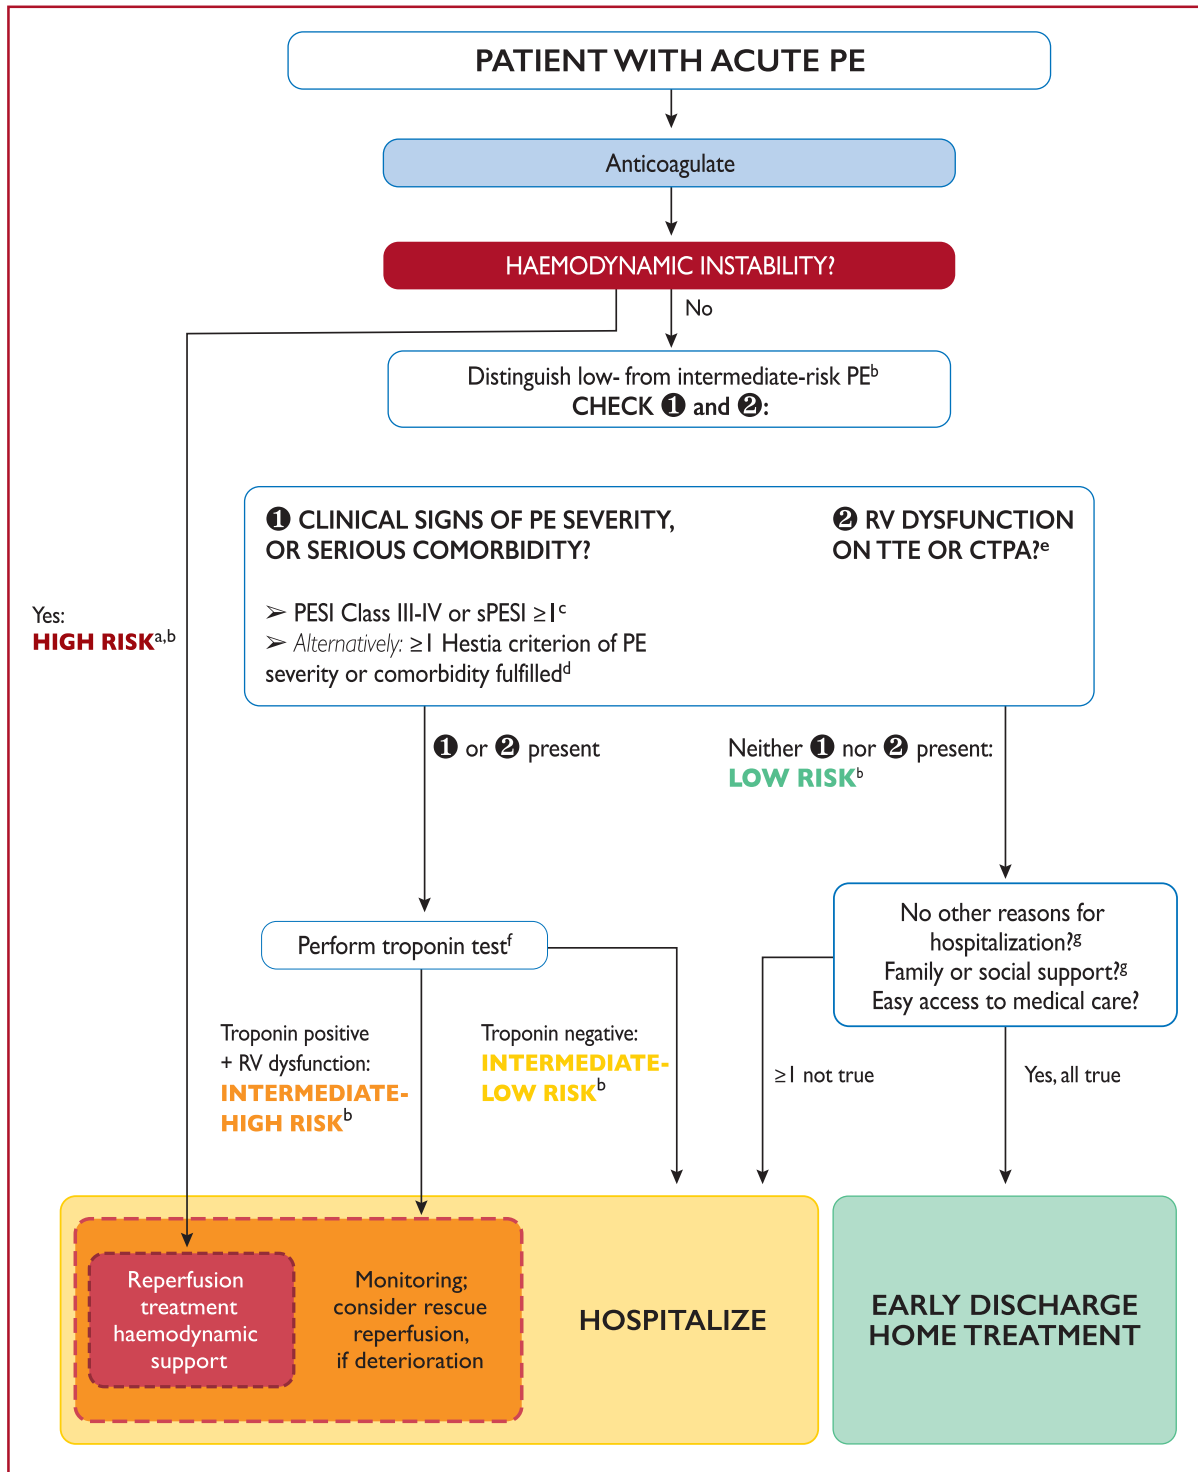 PATIENT WITH ACUTE PE
Anticoagulate
HAEMODYNAMIC INSTABILITY?
No
Distinguish low- from intermediate-risk PEᵇ
CHECK ❶ and ❷:
❶ CLINICAL SIGNS OF PE SEVERITY,
OR SERIOUS COMORBIDITY?
➢ PESI Class III-IV or sPESI ≥1ᶜ
➢ Alternatively: ≥1 Hestia criterion of PE
severity or comorbidity fulfilledᵈ
❷ RV DYSFUNCTION
ON TTE OR CTPA?ᵉ
Yes:
HIGH RISKᵃ,ᵇ
❶ or ❷ present
Neither ❶ nor ❷ present:
LOW RISKᵇ
Perform troponin testᶠ
No other reasons for
hospitalization?ᵍ
Family or social support?ᵍ
Easy access to medical care?
Troponin positive
+ RV dysfunction:
INTERMEDIATE-
HIGH RISKᵇ
Troponin negative:
INTERMEDIATE-
LOW RISKᵇ
≥1 not true
Yes, all true
Reperfusion
treatment
haemodynamic
support
Monitoring;
consider rescue
reperfusion,
if deterioration
HOSPITALIZE
EARLY DISCHARGE
HOME TREATMENT